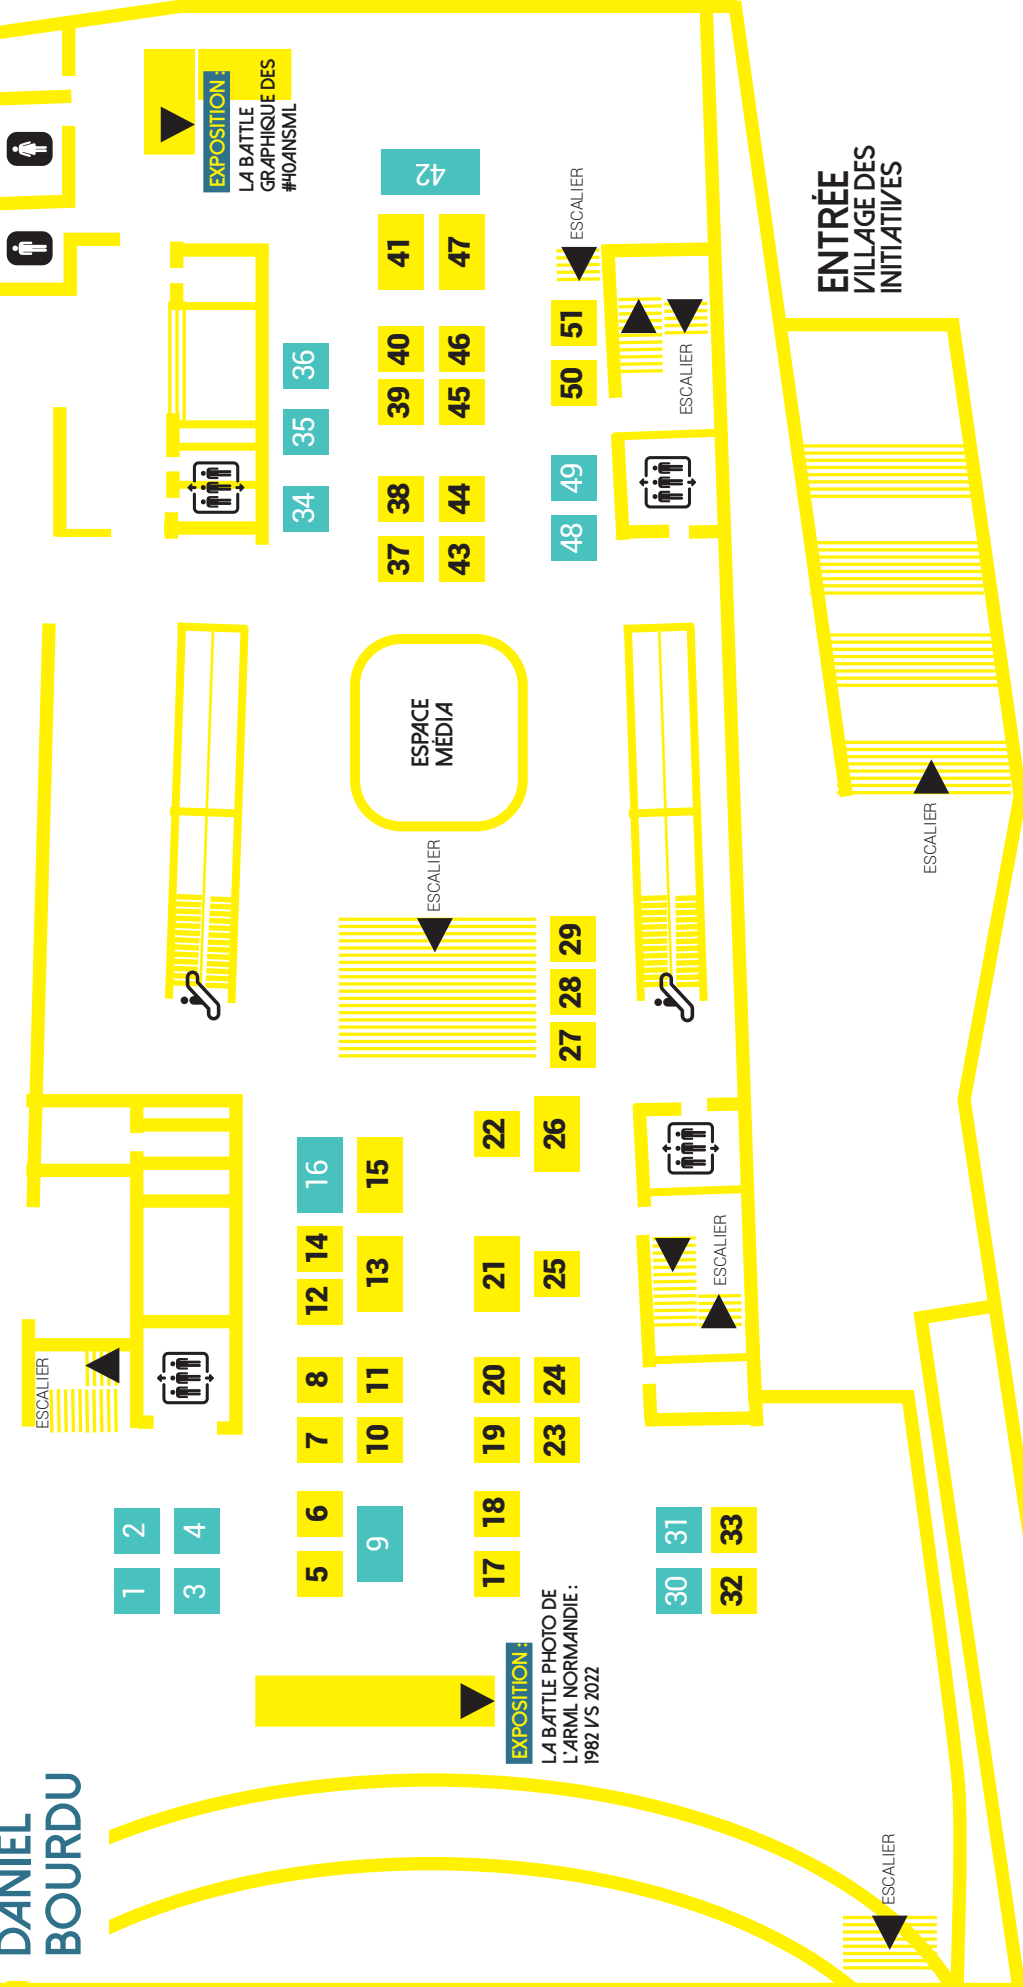 DANIEL
BOURDU
EXPOSITION :
LA BATTLE
GRAPHIQUE DES
#40ANSML
EXPOSITION :
LA BATTLE PHOTO DE
L'ARML NORMANDIE :
1982 VS 2022
ENTRÉE
VILLAGE DES
INITIATIVES
ESPACE
MÉDIA
ESCALIER
ESCALIER
ESCALIER
ESCALIER
ESCALIER
ESCALIER
ESCALIER
1
2
3
4
5
6
7
8
9
10
11
12
14
13
16
15
17
18
19
20
21
22
23
24
25
26
27
28
29
30
31
32
33
34
35
36
37
38
39
40
41
42
43
44
45
46
47
48
49
50
51